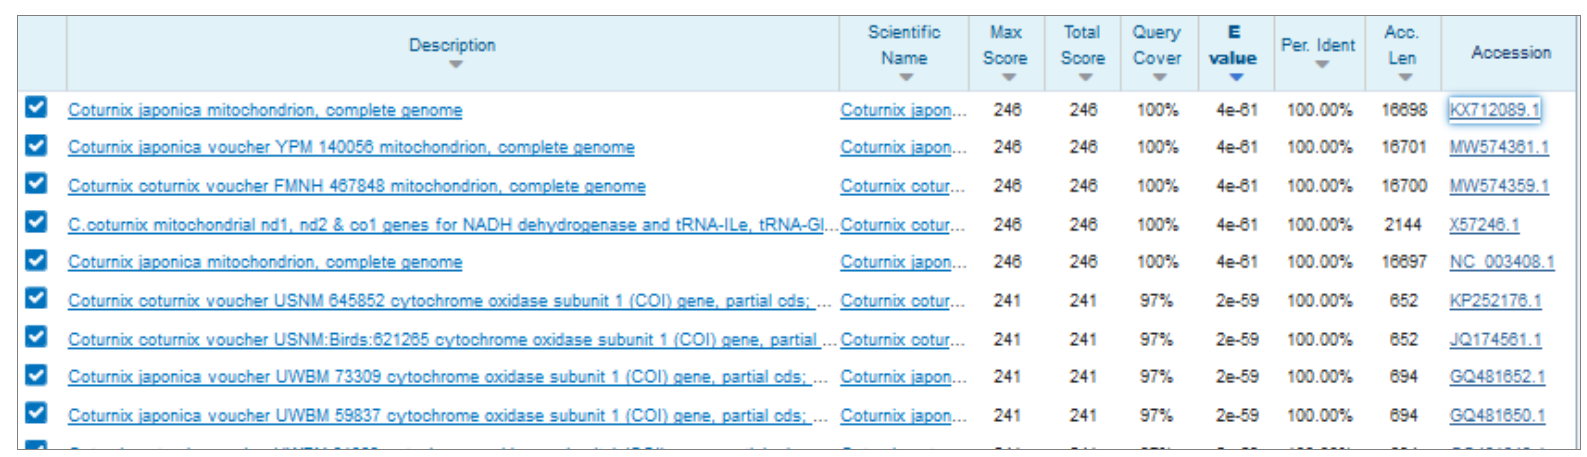 Description Scientific Name Max Score Total Score Query Cover E value Per. Ident Acc. Len Accession
Coturnix japonica mitochondrion, complete genome Coturnix japon... 246 246 100% 4e-61 100.00% 16698 KX712089.1
Coturnix japonica voucher YPM 140056 mitochondrion, complete genome Coturnix japon... 246 246 100% 4e-61 100.00% 16701 MW574361.1
Coturnix coturnix voucher FMNH 467848 mitochondrion, complete genome Coturnix cotur... 246 246 100% 4e-61 100.00% 16700 MW574359.1
C.coturnix mitochondrial nd1, nd2 & co1 genes for NADH dehydrogenase and tRNA-ILe, tRNA-Gl... Coturnix cotur... 246 246 100% 4e-61 100.00% 2144 X57246.1
Coturnix japonica mitochondrion, complete genome Coturnix japon... 246 246 100% 4e-61 100.00% 16697 NC_003408.1
Coturnix coturnix voucher USNM 645852 cytochrome oxidase subunit 1 (COI) gene, partial cds; ... Coturnix cotur... 241 241 97% 2e-59 100.00% 652 KP252176.1
Coturnix coturnix voucher USNM:Birds:621265 cytochrome oxidase subunit 1 (COI) gene, partial ... Coturnix cotur... 241 241 97% 2e-59 100.00% 652 JQ174561.1
Coturnix japonica voucher UWBM 73309 cytochrome oxidase subunit 1 (COI) gene, partial cds; ... Coturnix japon... 241 241 97% 2e-59 100.00% 694 GQ481652.1
Coturnix japonica voucher UWBM 59837 cytochrome oxidase subunit 1 (COI) gene, partial cds; ... Coturnix japon... 241 241 97% 2e-59 100.00% 694 GQ481650.1